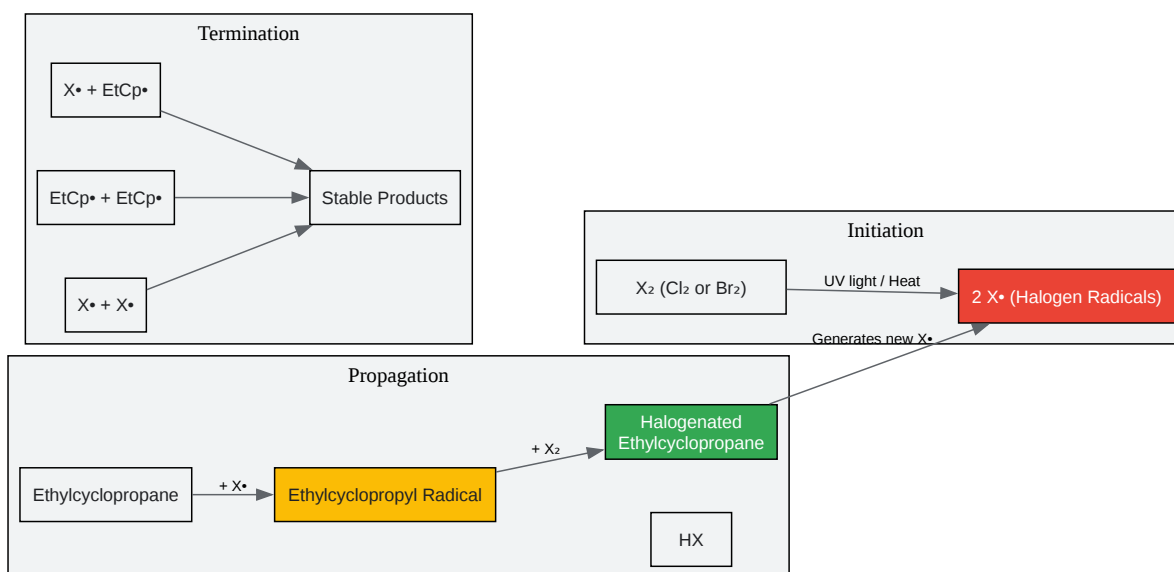 Termination
X• + EtCp•
EtCp• + EtCp•
Stable Products
X• + X•
Initiation
X₂ (Cl₂ or Br₂)
UV light / Heat
2 X• (Halogen Radicals)
Generates new X•
Propagation
Halogenated
Ethylcyclopropane
+ X₂
Ethylcyclopropane
+ X•
Ethylcyclopropyl Radical
HX